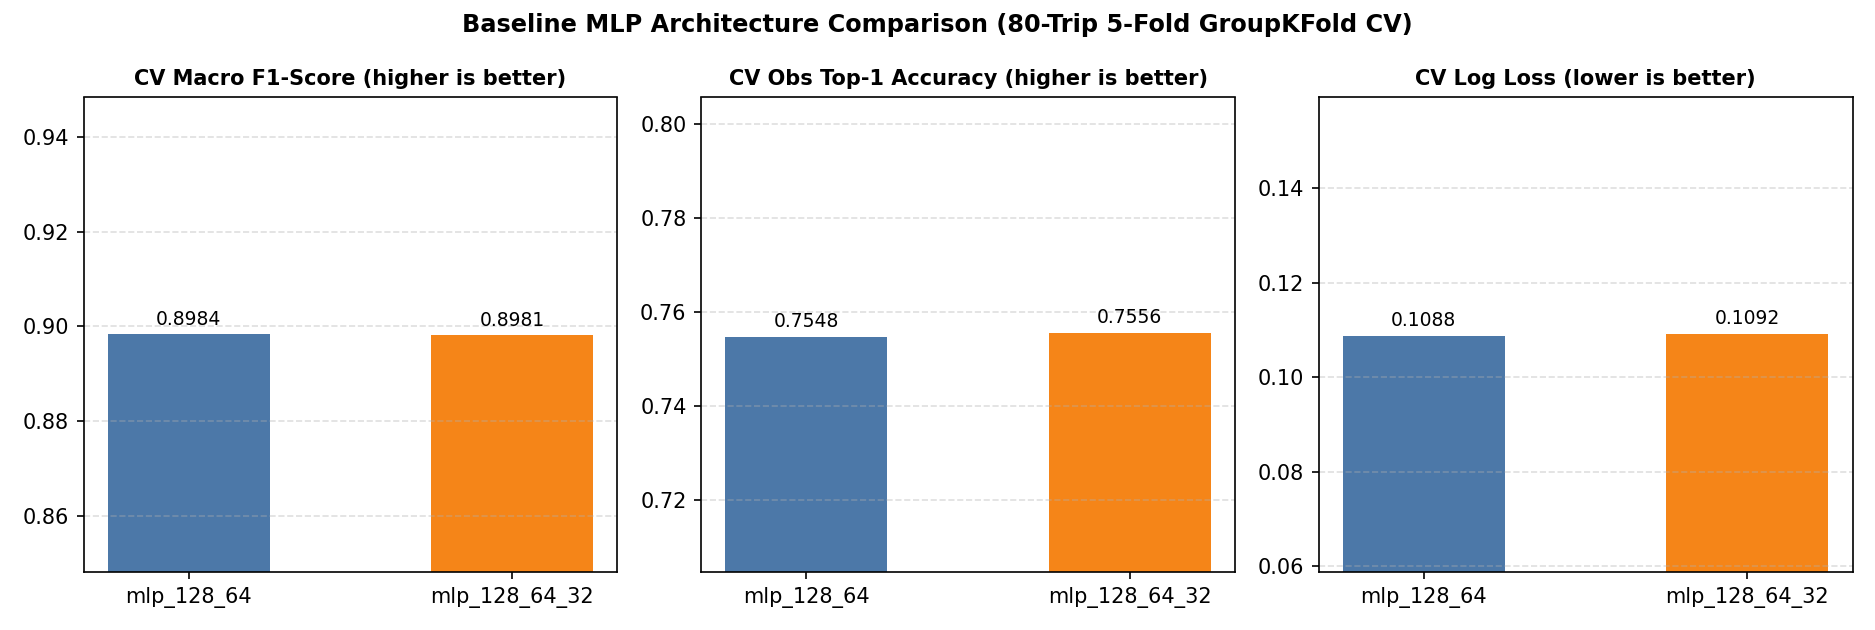 Baseline MLP Architecture Comparison (80-Trip 5-Fold GroupKFold CV)
CV Macro F1-Score (higher is better)
0.94
0.92
0.90
0.88
0.86
0.8984
0.8981
mlp_128_64
mlp_128_64_32
CV Obs Top-1 Accuracy (higher is better)
0.80
0.78
0.76
0.74
0.72
0.7548
0.7556
mlp_128_64
mlp_128_64_32
CV Log Loss (lower is better)
0.14
0.12
0.10
0.08
0.06
0.1088
0.1092
mlp_128_64
mlp_128_64_32